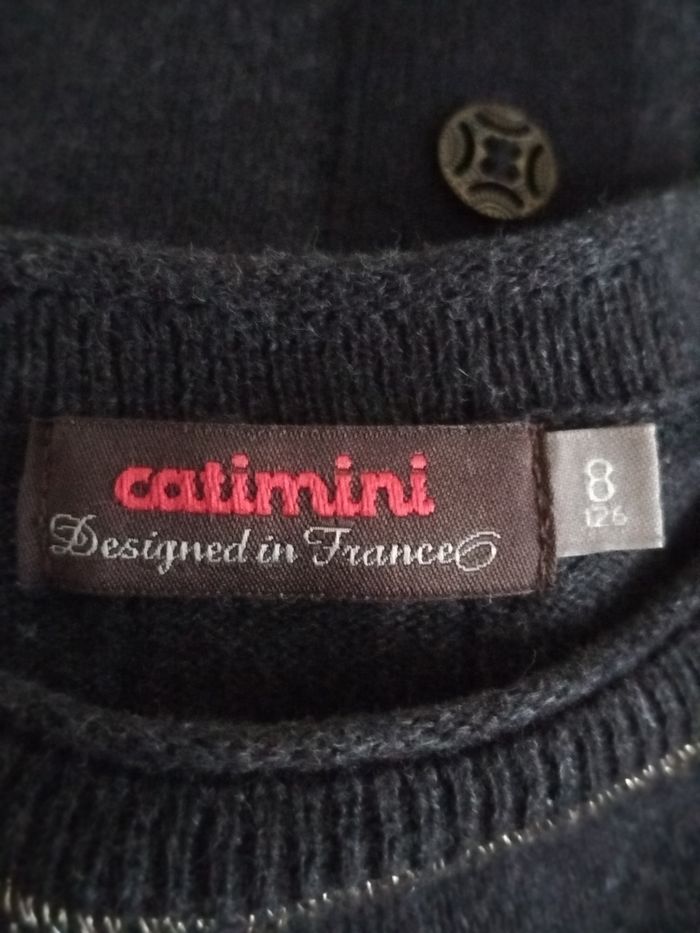 catimini
Designed in France
8
126